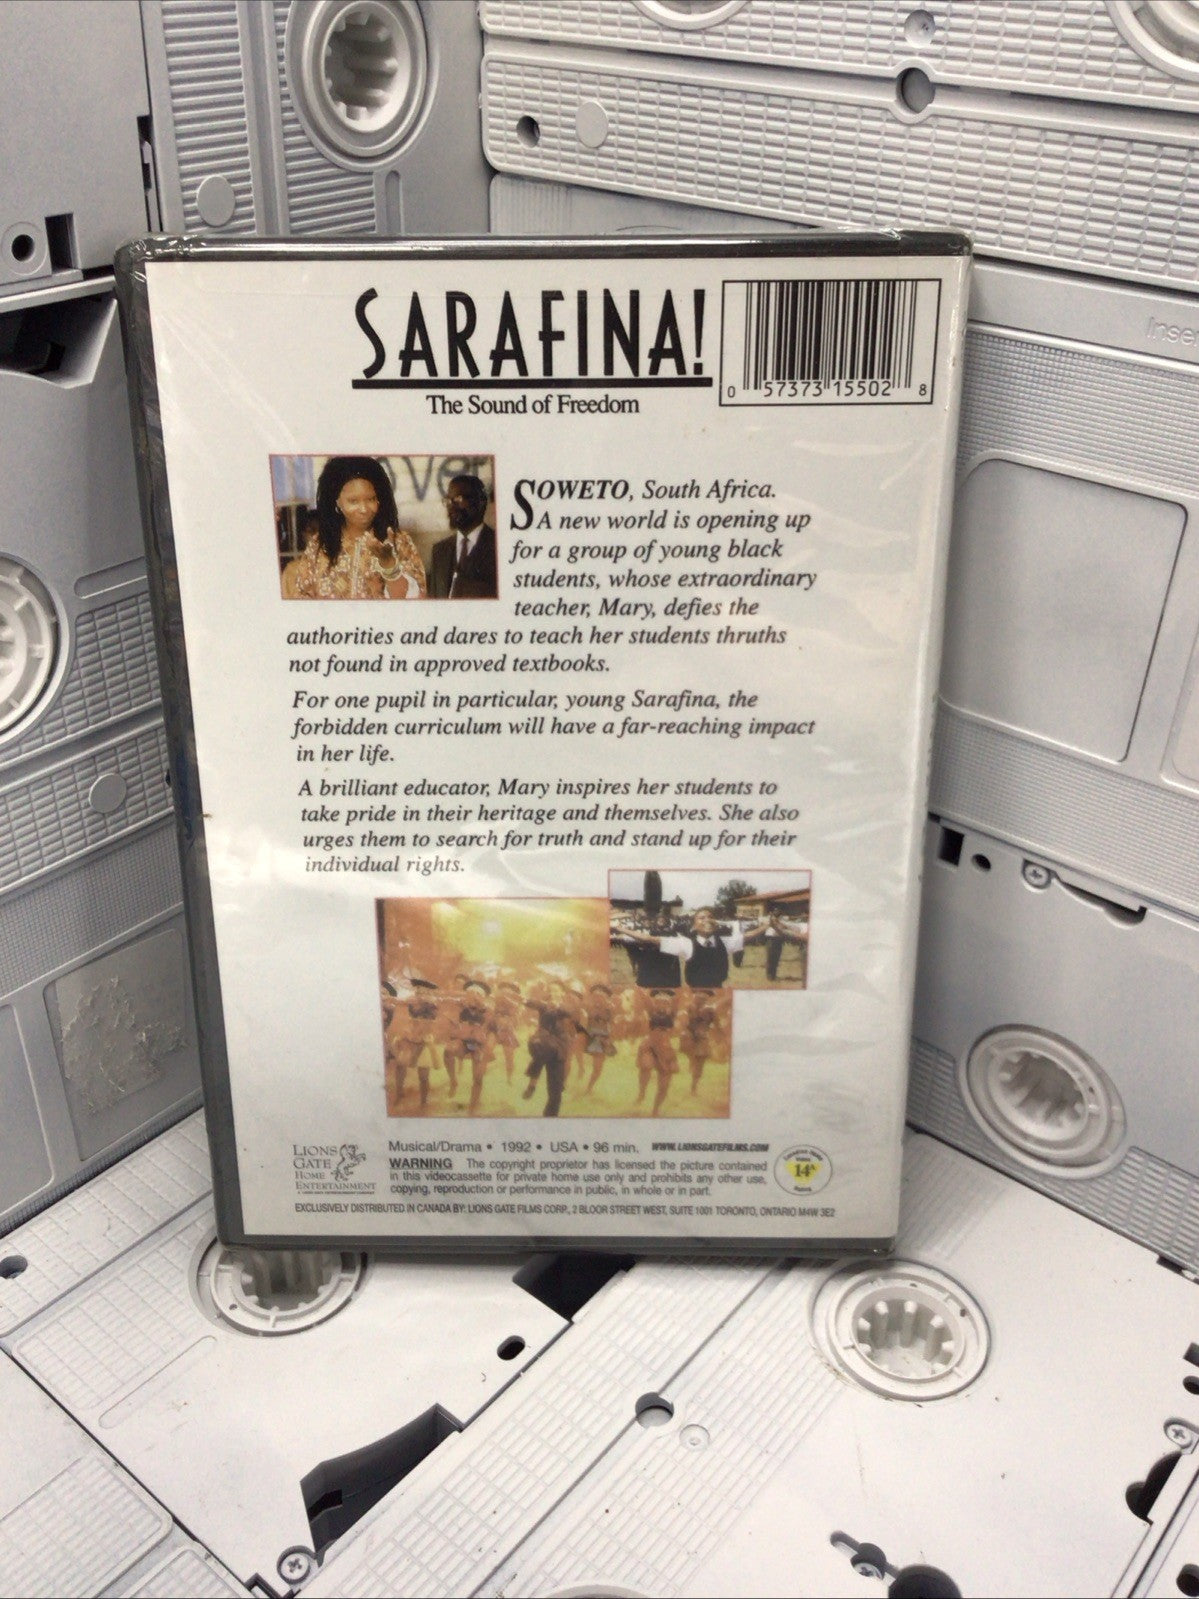 SARAFINA!
The Sound of Freedom
0 57373 15502 8
Inse
over
SOWETO, South Africa.
A new world is opening up
for a group of young black
students, whose extraordinary
teacher, Mary, defies the
authorities and dares to teach her students thruths
not found in approved textbooks.
For one pupil in particular, young Sarafina, the
forbidden curriculum will have a far-reaching impact
in her life.
A brilliant educator, Mary inspires her students to
take pride in their heritage and themselves. She also
urges them to search for truth and stand up for their
individual rights.
LIONS
GATE
HOME
ENTERTAINMENT
Musical/Drama • 1992 • USA • 96 min. WWW.LIONSGATEFILMS.COM
WARNING The copyright proprietor has licensed the picture contained
in this videocassette for private home use only and prohibits any other use,
copying, reproduction or performance in public, in whole or in part.
14A
EXCLUSIVELY DISTRIBUTED IN CANADA BY: LIONS GATE FILMS CORP., 2 BLOOR STREET WEST, SUITE 1001 TORONTO, ONTARIO M4W 3E2